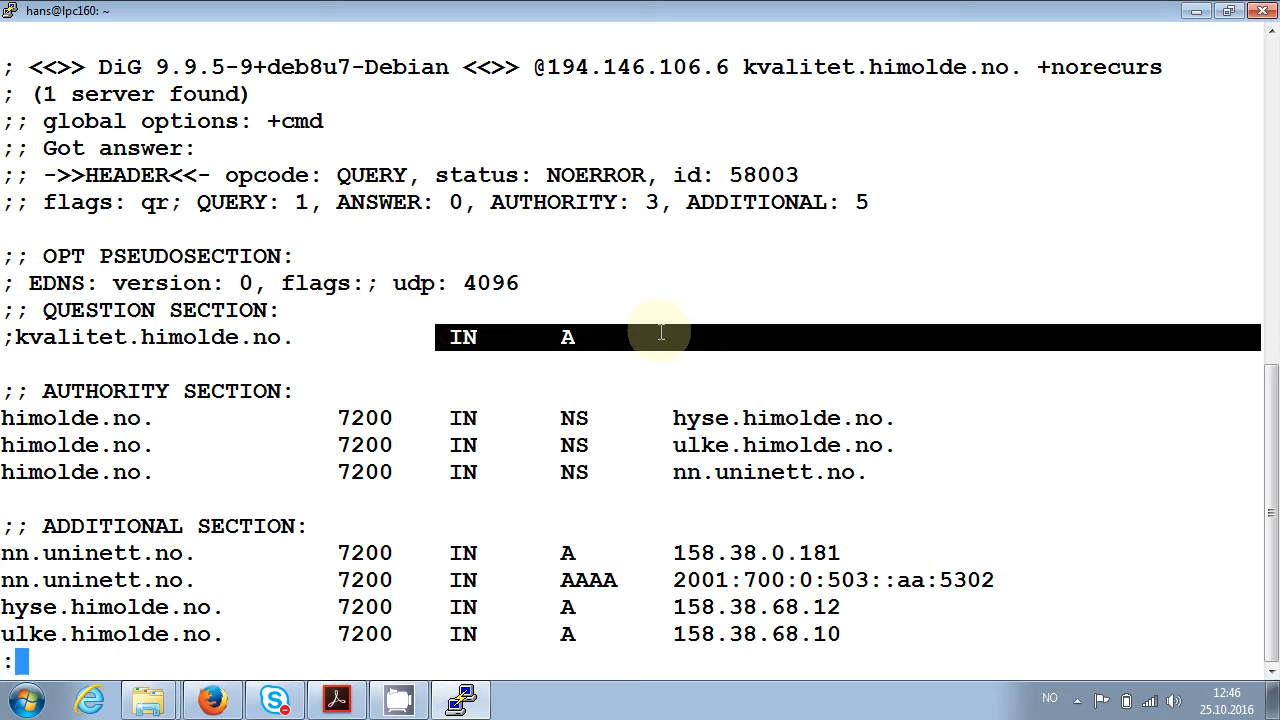 hans@lpc160: ~
; <<>> DiG 9.9.5-9+deb8u7-Debian <<>> @194.146.106.6 kvalitet.himolde.no. +norecurs
; (1 server found)
;; global options: +cmd
;; Got answer:
;; ->>HEADER<<- opcode: QUERY, status: NOERROR, id: 58003
;; flags: qr; QUERY: 1, ANSWER: 0, AUTHORITY: 3, ADDITIONAL: 5
;; OPT PSEUDOSECTION:
; EDNS: version: 0, flags:; udp: 4096
;; QUESTION SECTION:
;kvalitet.himolde.no. IN A
;; AUTHORITY SECTION:
himolde.no. 7200 IN NS hyse.himolde.no.
himolde.no. 7200 IN NS ulke.himolde.no.
himolde.no. 7200 IN NS nn.uninett.no.
;; ADDITIONAL SECTION:
nn.uninett.no. 7200 IN A 158.38.0.181
nn.uninett.no. 7200 IN AAAA 2001:700:0:503::aa:5302
hyse.himolde.no. 7200 IN A 158.38.68.12
ulke.himolde.no. 7200 IN A 158.38.68.10
:
NO 12:46
25.10.2016